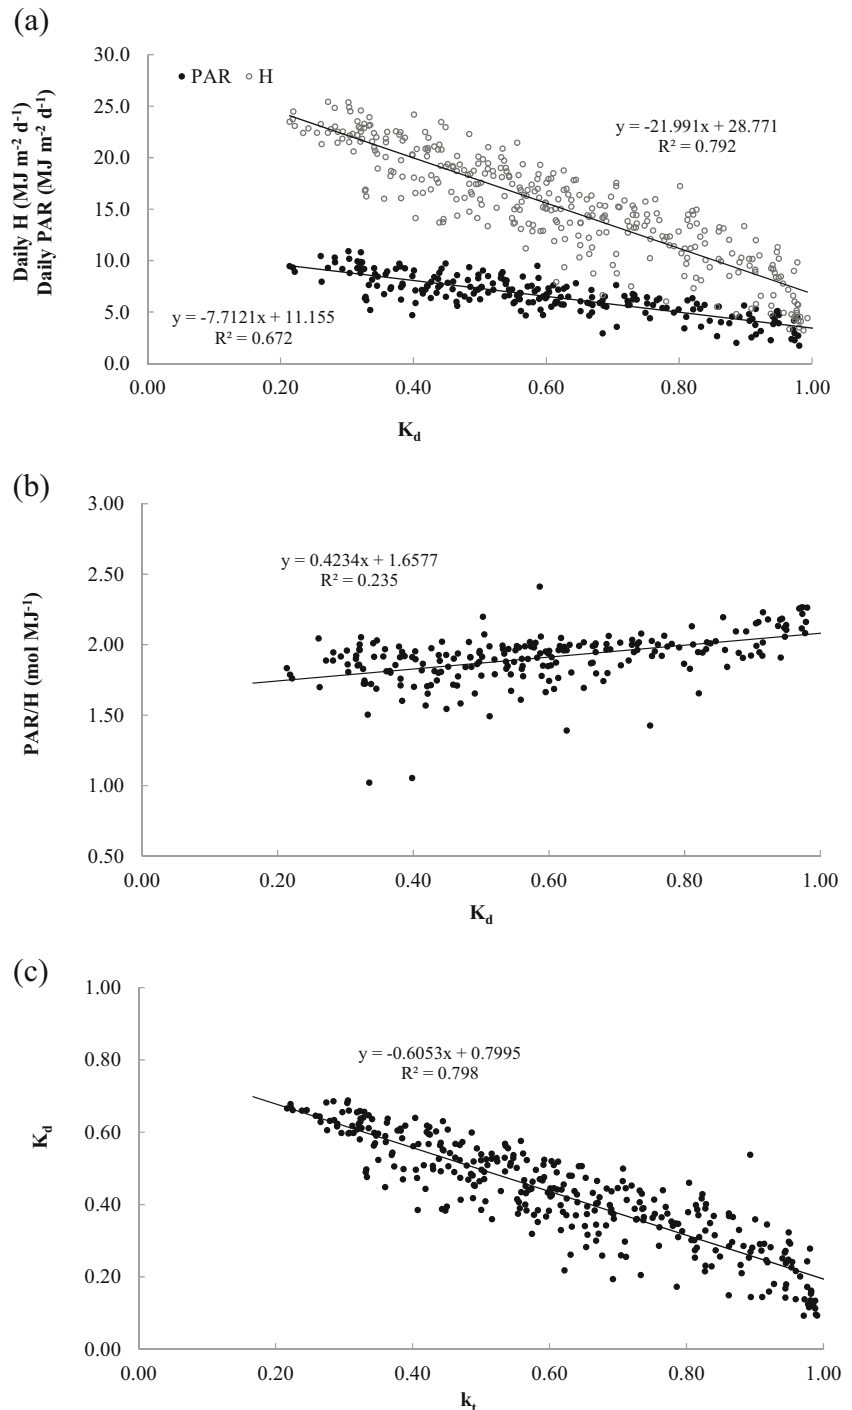 (a)
30.0
25.0
20.0
15.0
10.0
5.0
0.0
Daily H (MJ m⁻² d⁻¹)
Daily PAR (MJ m⁻² d⁻¹)
PAR H
y = -21.991x + 28.771
R² = 0.792
y = -7.7121x + 11.155
R² = 0.672
0.00 0.20 0.40 0.60 0.80 1.00
K_d
(b)
3.00
2.50
2.00
1.50
1.00
0.50
PAR/H (mol MJ⁻¹)
y = 0.4234x + 1.6577
R² = 0.235
0.00 0.20 0.40 0.60 0.80 1.00
K_d
(c)
1.00
0.80
0.60
0.40
0.20
0.00
K_d
y = -0.6053x + 0.7995
R² = 0.798
0.00 0.20 0.40 0.60 0.80 1.00
k_t